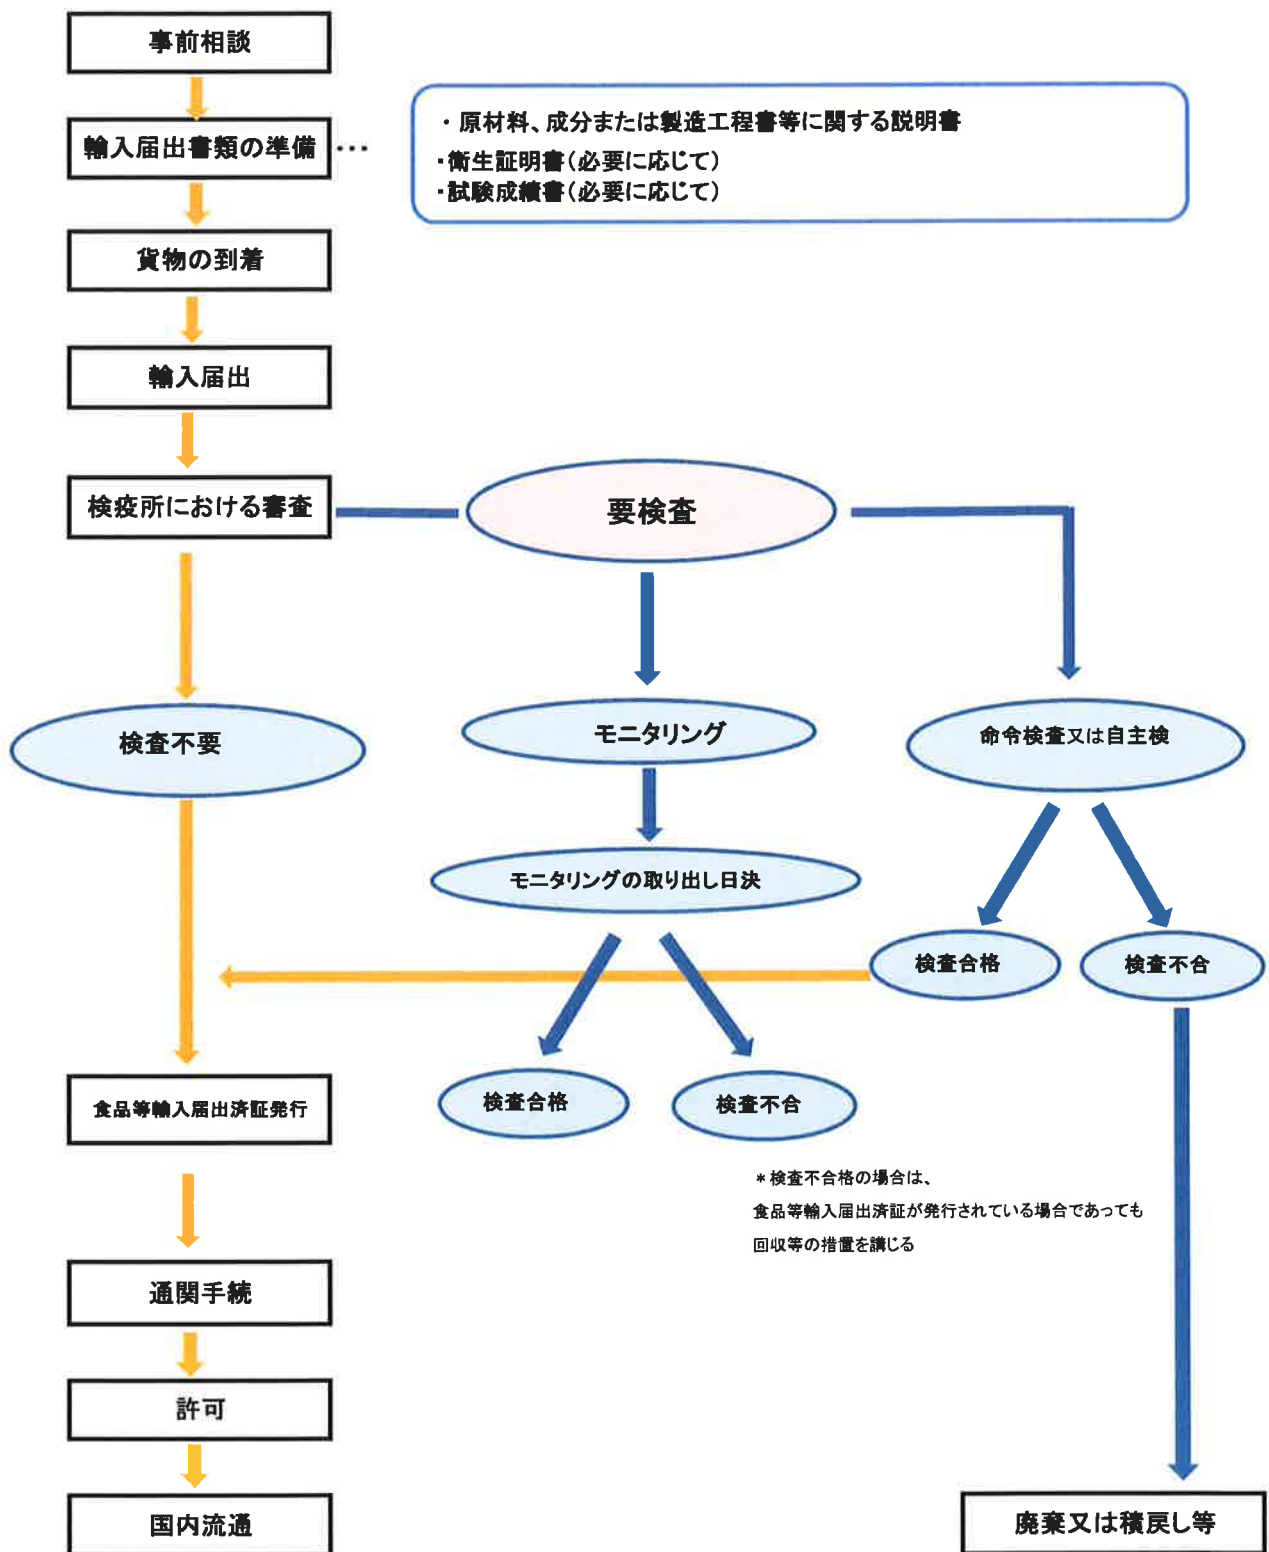 事前相談
輸入届出書類の準備 ・・・
・原材料、成分または製造工程書等に関する説明書
・衛生証明書(必要に応じて)
・試験成績書(必要に応じて)
貨物の到着
輸入届出
検疫所における審査
要検査
検査不要
モニタリング
命令検査又は自主検
モニタリングの取り出し日決
検査合格
検査不合
食品等輸入届出済証発行
検査合格
検査不合
*検査不合格の場合は、
食品等輸入届出済証が発行されている場合であっても
回収等の措置を講じる
通関手続
許可
国内流通
廃棄又は積戻し等